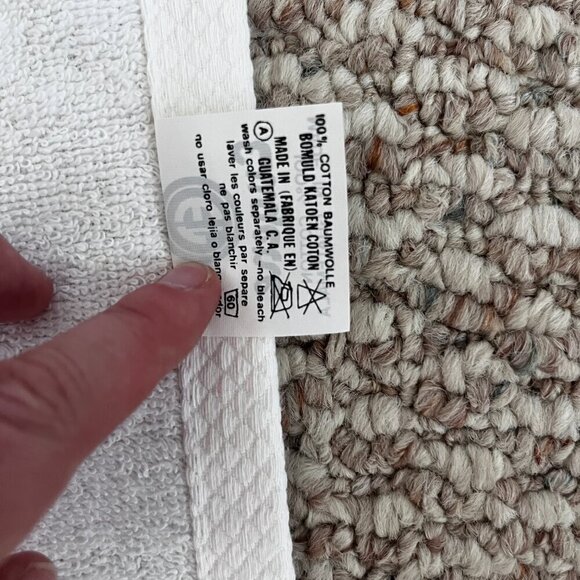 100% COTTON BAUMWOLLE
BOMULD KATOEN COTON
MADE IN (FABRIQUE EN)
GUATEMALA C.A.
A
wash colors separately —no bleach
laver les couleurs par separe
ne pas blanchir
no usar cloro lejia o
60